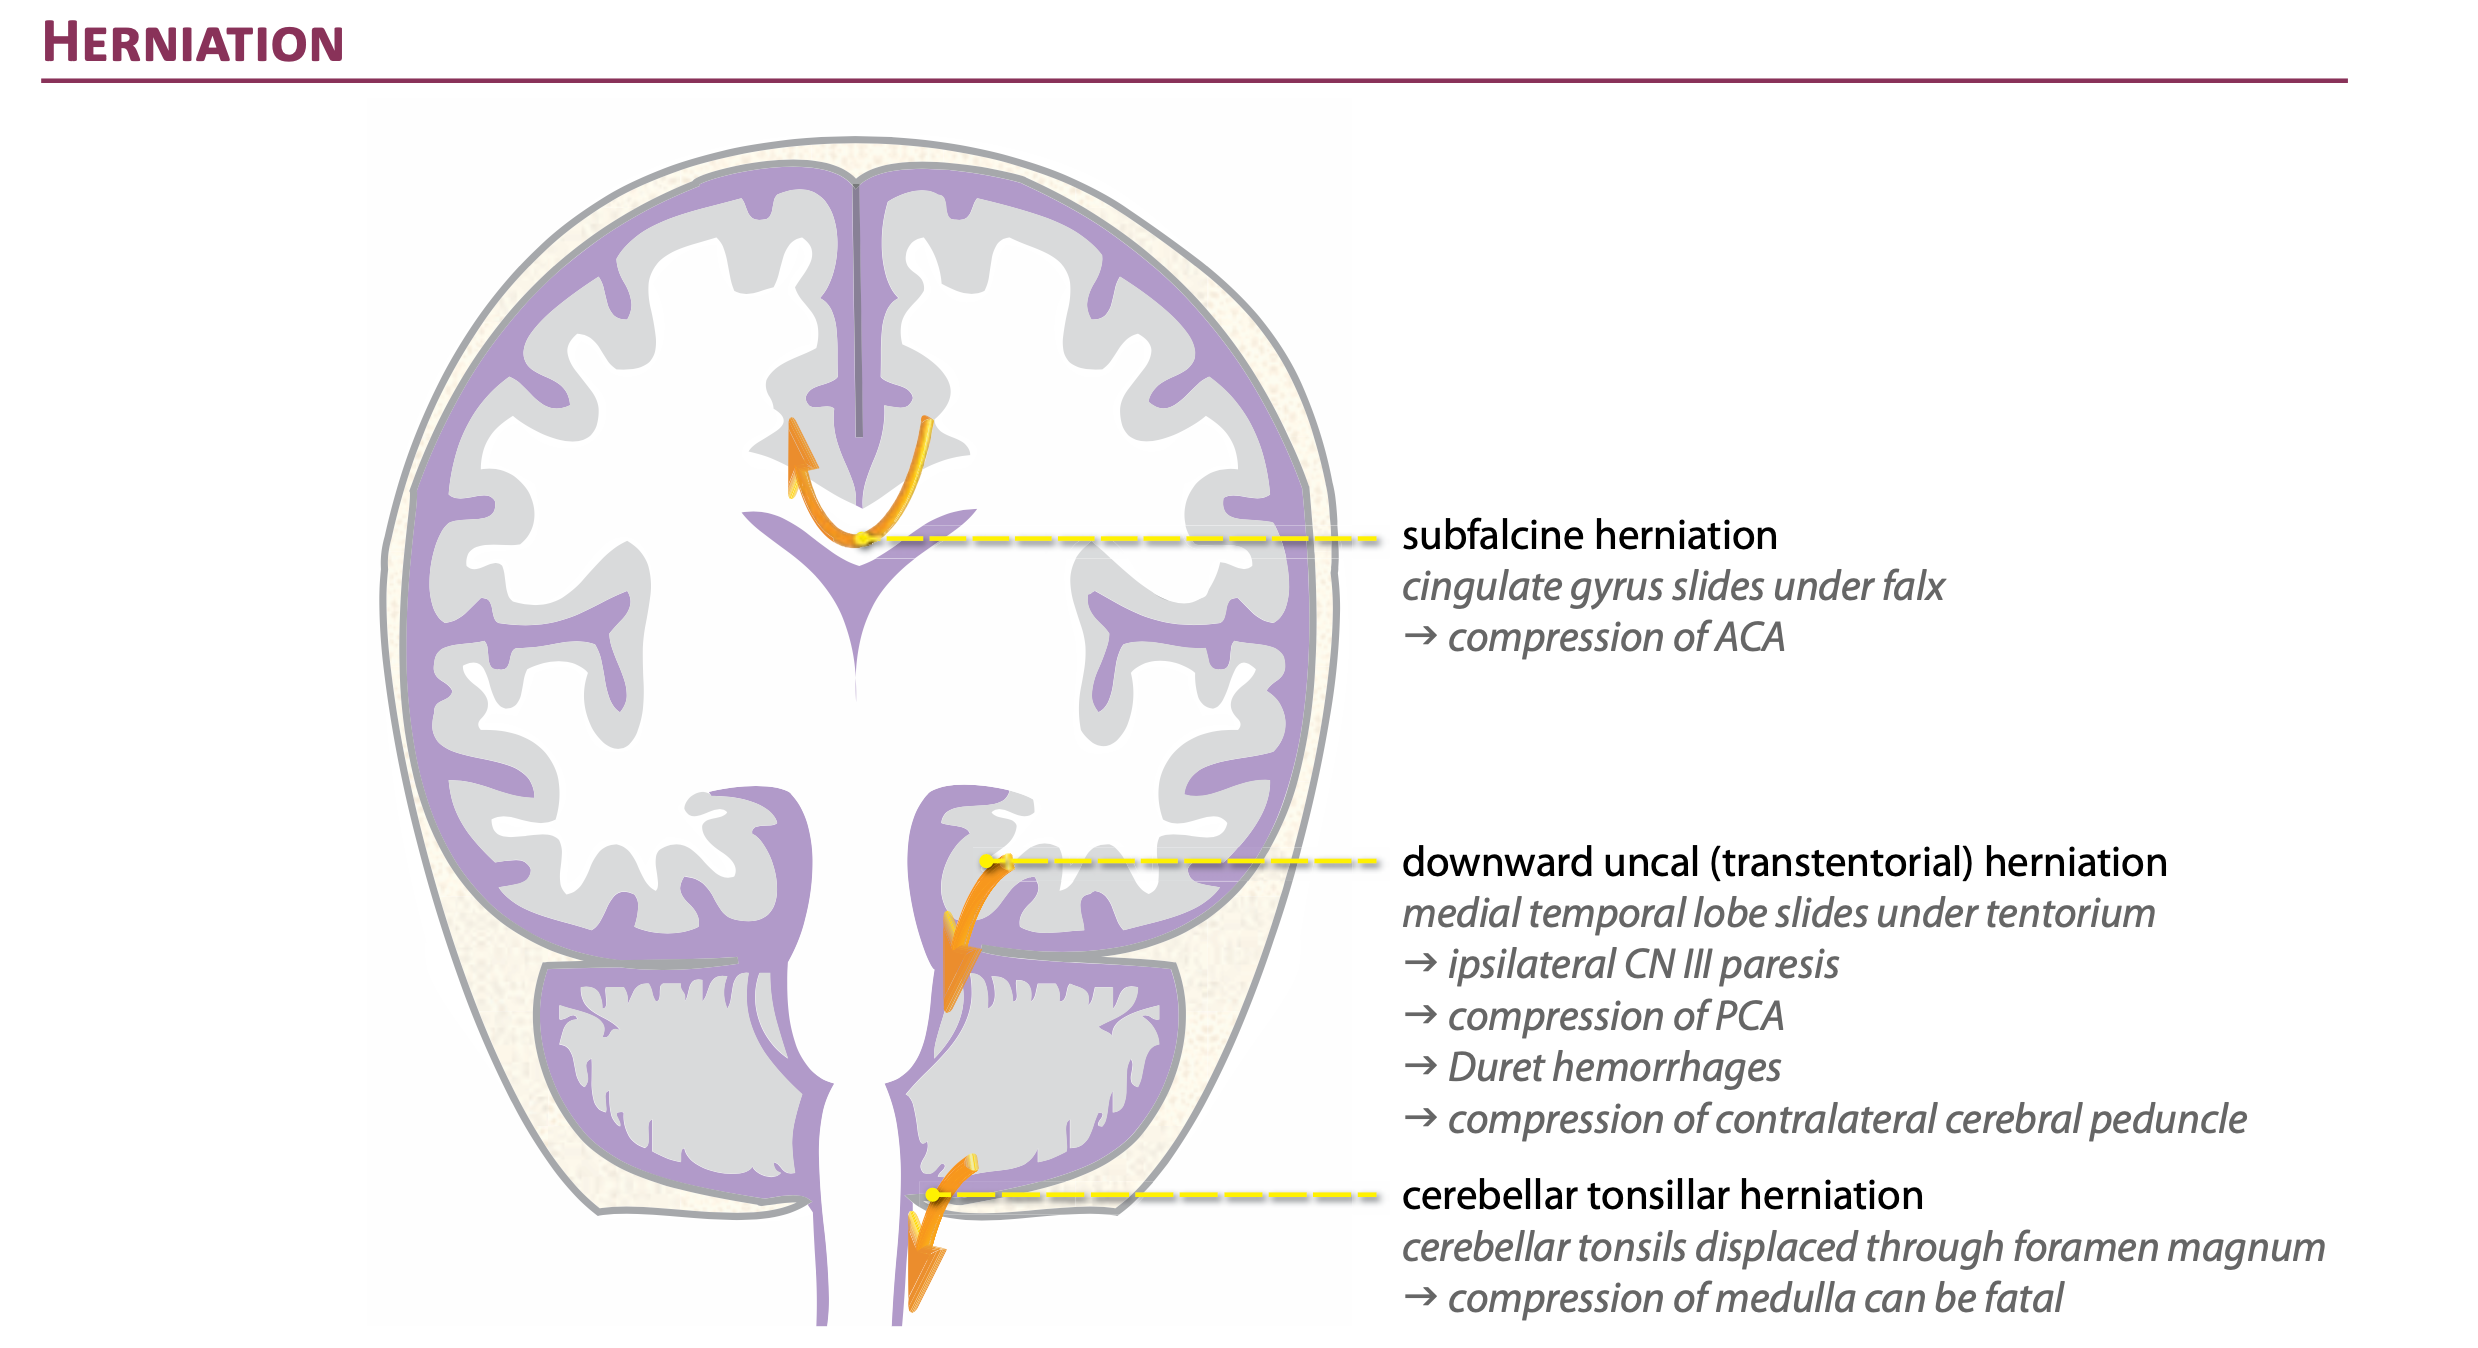 HERNIATION
subfalcine herniation
cingulate gyrus slides under falx
→ compression of ACA
downward uncal (transtentorial) herniation
medial temporal lobe slides under tentorium
→ ipsilateral CN III paresis
→ compression of PCA
→ Duret hemorrhages
→ compression of contralateral cerebral peduncle
cerebellar tonsillar herniation
cerebellar tonsils displaced through foramen magnum
→ compression of medulla can be fatal